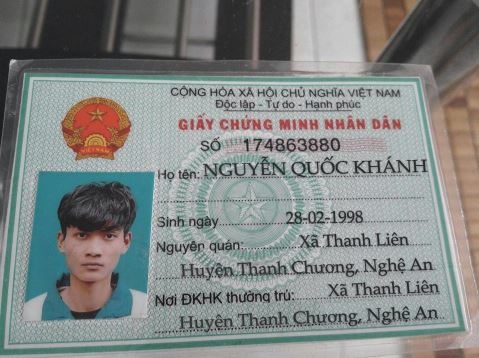 CỘNG HÒA XÃ HỘI CHỦ NGHĨA VIỆT NAM
Độc lập - Tự do - Hạnh phúc
GIẤY CHỨNG MINH NHÂN DÂN
SỐ 174863880
Họ tên: NGUYỄN QUỐC KHÁNH
Sinh ngày 28-02-1998
Nguyên quán: Xã Thanh Liên
Huyện Thanh Chương, Nghệ An
Nơi ĐKHK thường trú: Xã Thanh Liên
Huyện Thanh Chương, Nghệ An
VIỆT NAM